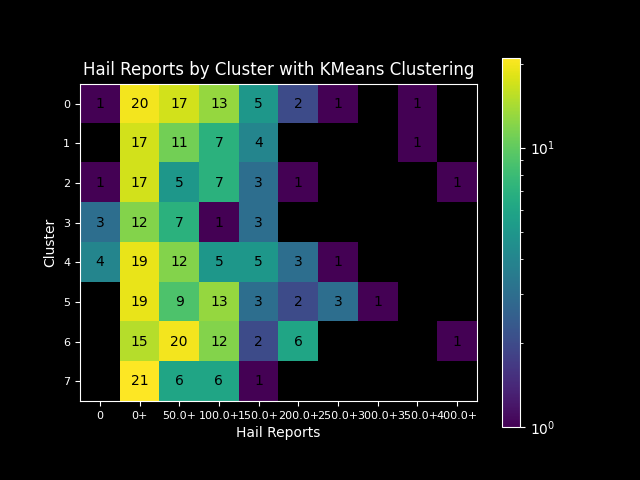 Hail Reports by Cluster with KMeans Clustering
0 1 20 17 13 5 2 1 1
1 17 11 7 4 1
2 1 17 5 7 3 1 1
3 3 12 7 1 3
4 4 19 12 5 5 3 1
5 19 9 13 3 2 3 1
6 15 20 12 2 6 1
7 21 6 6 1
0 0+ 50.0+ 100.0+ 150.0+ 200.0+ 250.0+ 300.0+ 350.0+ 400.0+
Hail Reports
Cluster
10¹
10⁰